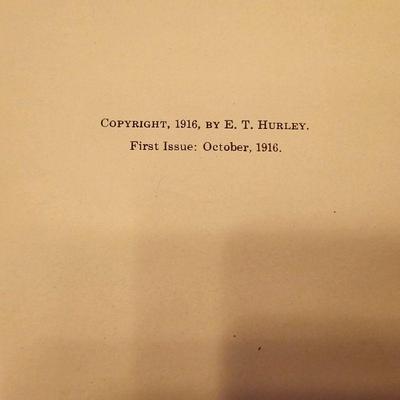 Copyright, 1916, by E. T. Hurley.
First Issue: October, 1916.